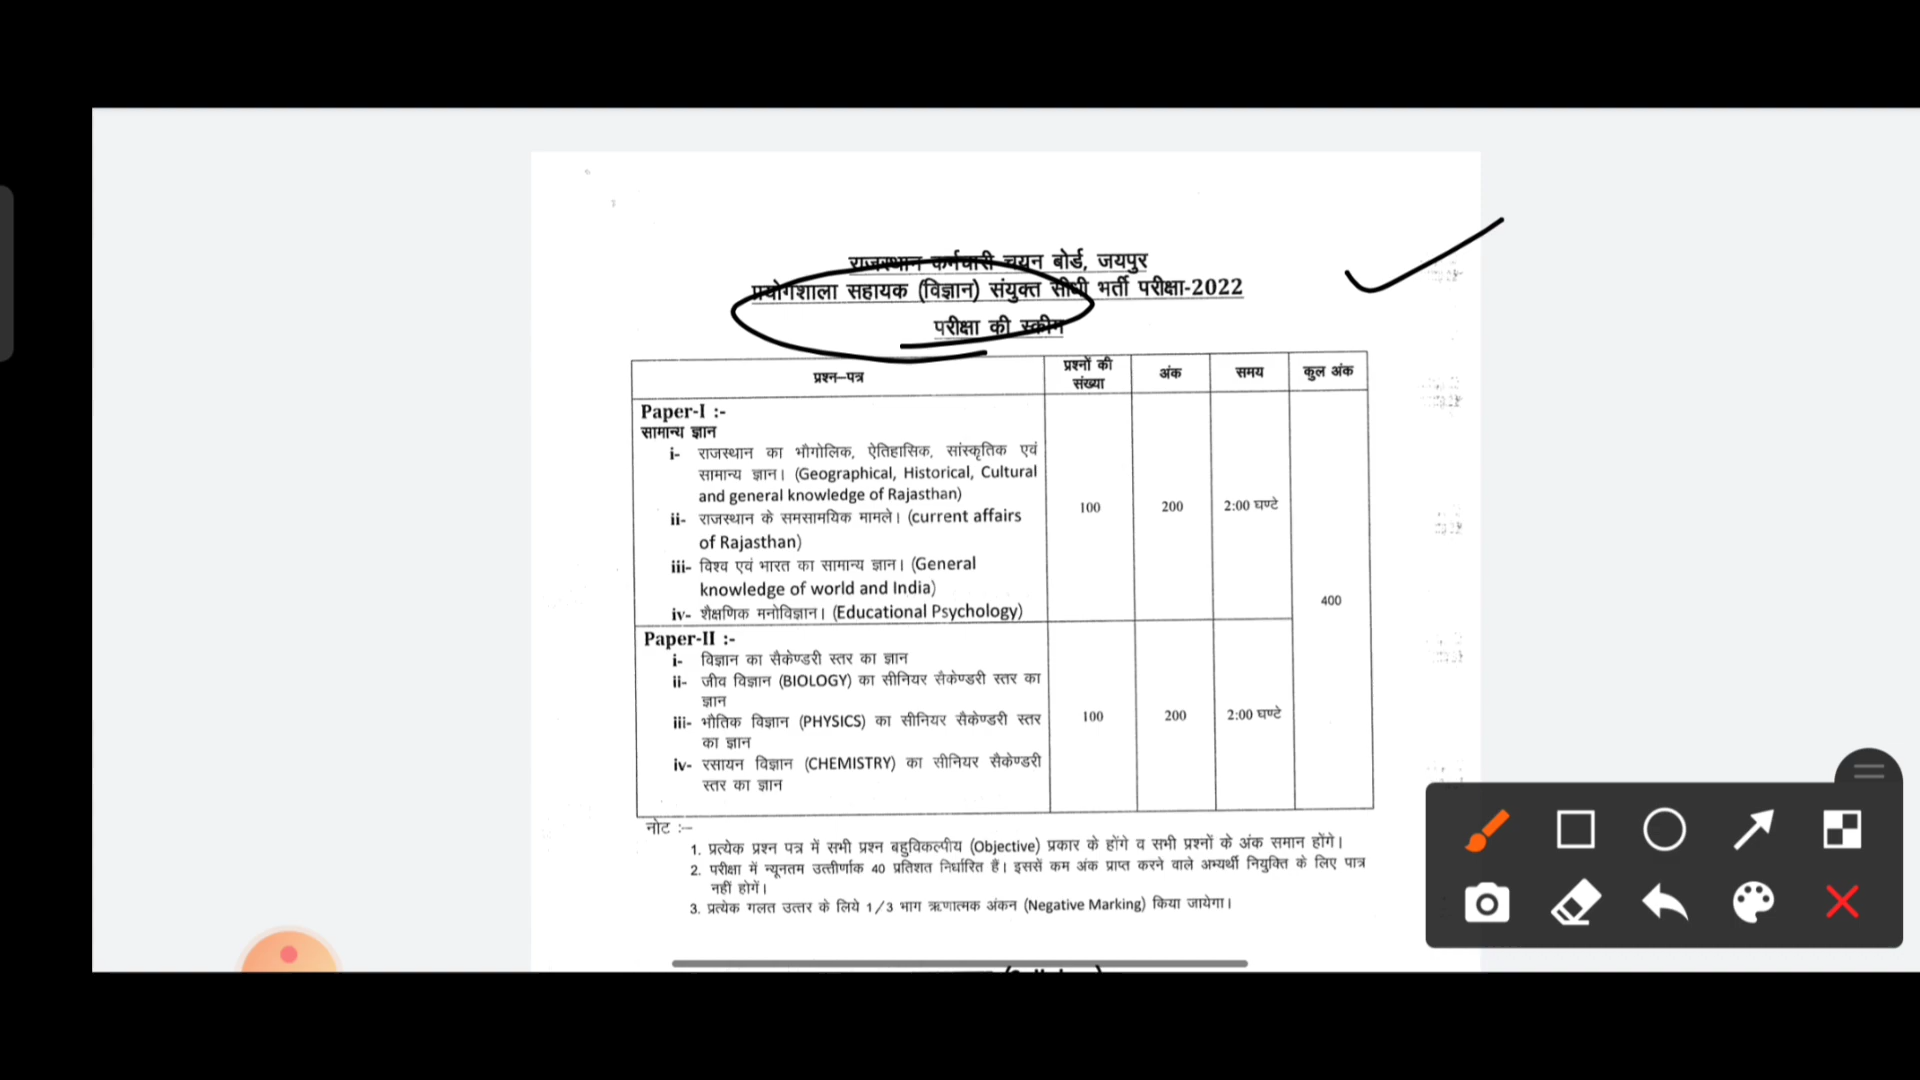 राजस्थान कर्मचारी चयन बोर्ड, जयपुर
प्रयोगशाला सहायक (विज्ञान) संयुक्त सीधी भर्ती परीक्षा-2022
परीक्षा की स्कीम
प्रश्न–पत्र
प्रश्नों की
संख्या
अंक
समय
कुल अंक
Paper-I :-
सामान्य ज्ञान
i- राजस्थान का भौगोलिक, ऐतिहासिक, सांस्कृतिक एवं
सामान्य ज्ञान। (Geographical, Historical, Cultural
and general knowledge of Rajasthan)
ii- राजस्थान के समसामयिक मामले। (current affairs
of Rajasthan)
iii- विश्व एवं भारत का सामान्य ज्ञान। (General
knowledge of world and India)
iv- शैक्षणिक मनोविज्ञान। (Educational Psychology)
100
200
2:00 घण्टे
400
Paper-II :-
i- विज्ञान का सैकेण्डरी स्तर का ज्ञान
ii- जीव विज्ञान (BIOLOGY) का सीनियर सैकेण्डरी स्तर का
ज्ञान
iii- भौतिक विज्ञान (PHYSICS) का सीनियर सैकेण्डरी स्तर
का ज्ञान
iv- रसायन विज्ञान (CHEMISTRY) का सीनियर सैकेण्डरी
स्तर का ज्ञान
100
200
2:00 घण्टे
नोट :–
1. प्रत्येक प्रश्न पत्र में सभी प्रश्न बहुविकल्पीय (Objective) प्रकार के होंगे व सभी प्रश्नों के अंक समान होंगे।
2. परीक्षा में न्यूनतम उत्तीर्णाक 40 प्रतिशत निर्धारित हैं। इससें कम अंक प्राप्त करने वाले अभ्यर्थी नियुक्ति के लिए पात्र
नहीं होगें।
3. प्रत्येक गलत उत्तर के लिये 1/3 भाग ऋणात्मक अंकन (Negative Marking) किया जायेगा।